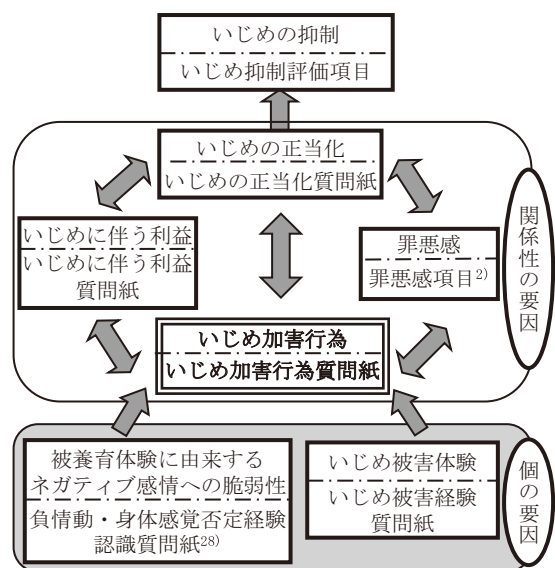 いじめの抑制
いじめ抑制評価項目
いじめの正当化
いじめの正当化質問紙
いじめに伴う利益
いじめに伴う利益
質問紙
罪悪感
罪悪感項目2)
関係性の要因
いじめ加害行為
いじめ加害行為質問紙
被養育体験に由来する
ネガティブ感情への脆弱性
負情動・身体感覚否定経験
認識質問紙28)
いじめ被害体験
いじめ被害経験
質問紙
個の要因